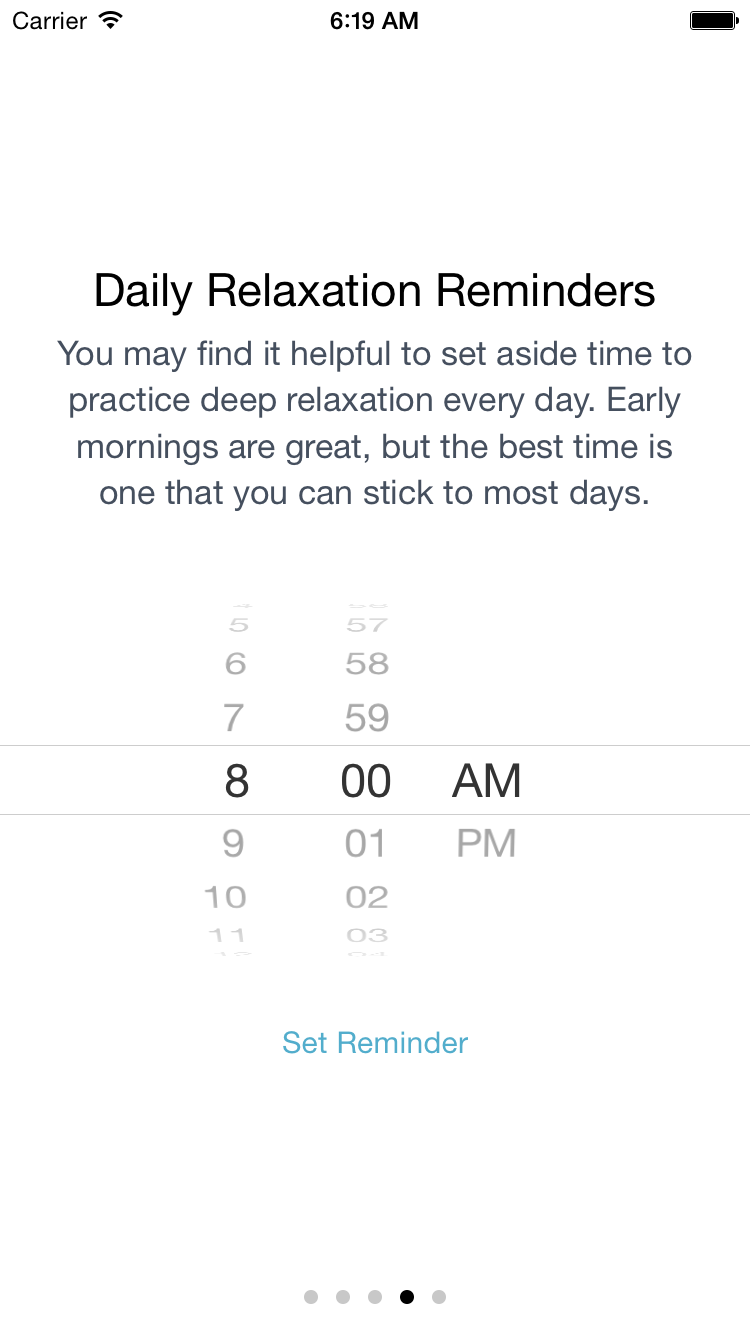 Carrier 6:19 AM
Daily Relaxation Reminders
You may find it helpful to set aside time to
practice deep relaxation every day. Early
mornings are great, but the best time is
one that you can stick to most days.
5 57
6 58
7 59
8 00 AM
9 01 PM
10 02
11 03
Set Reminder